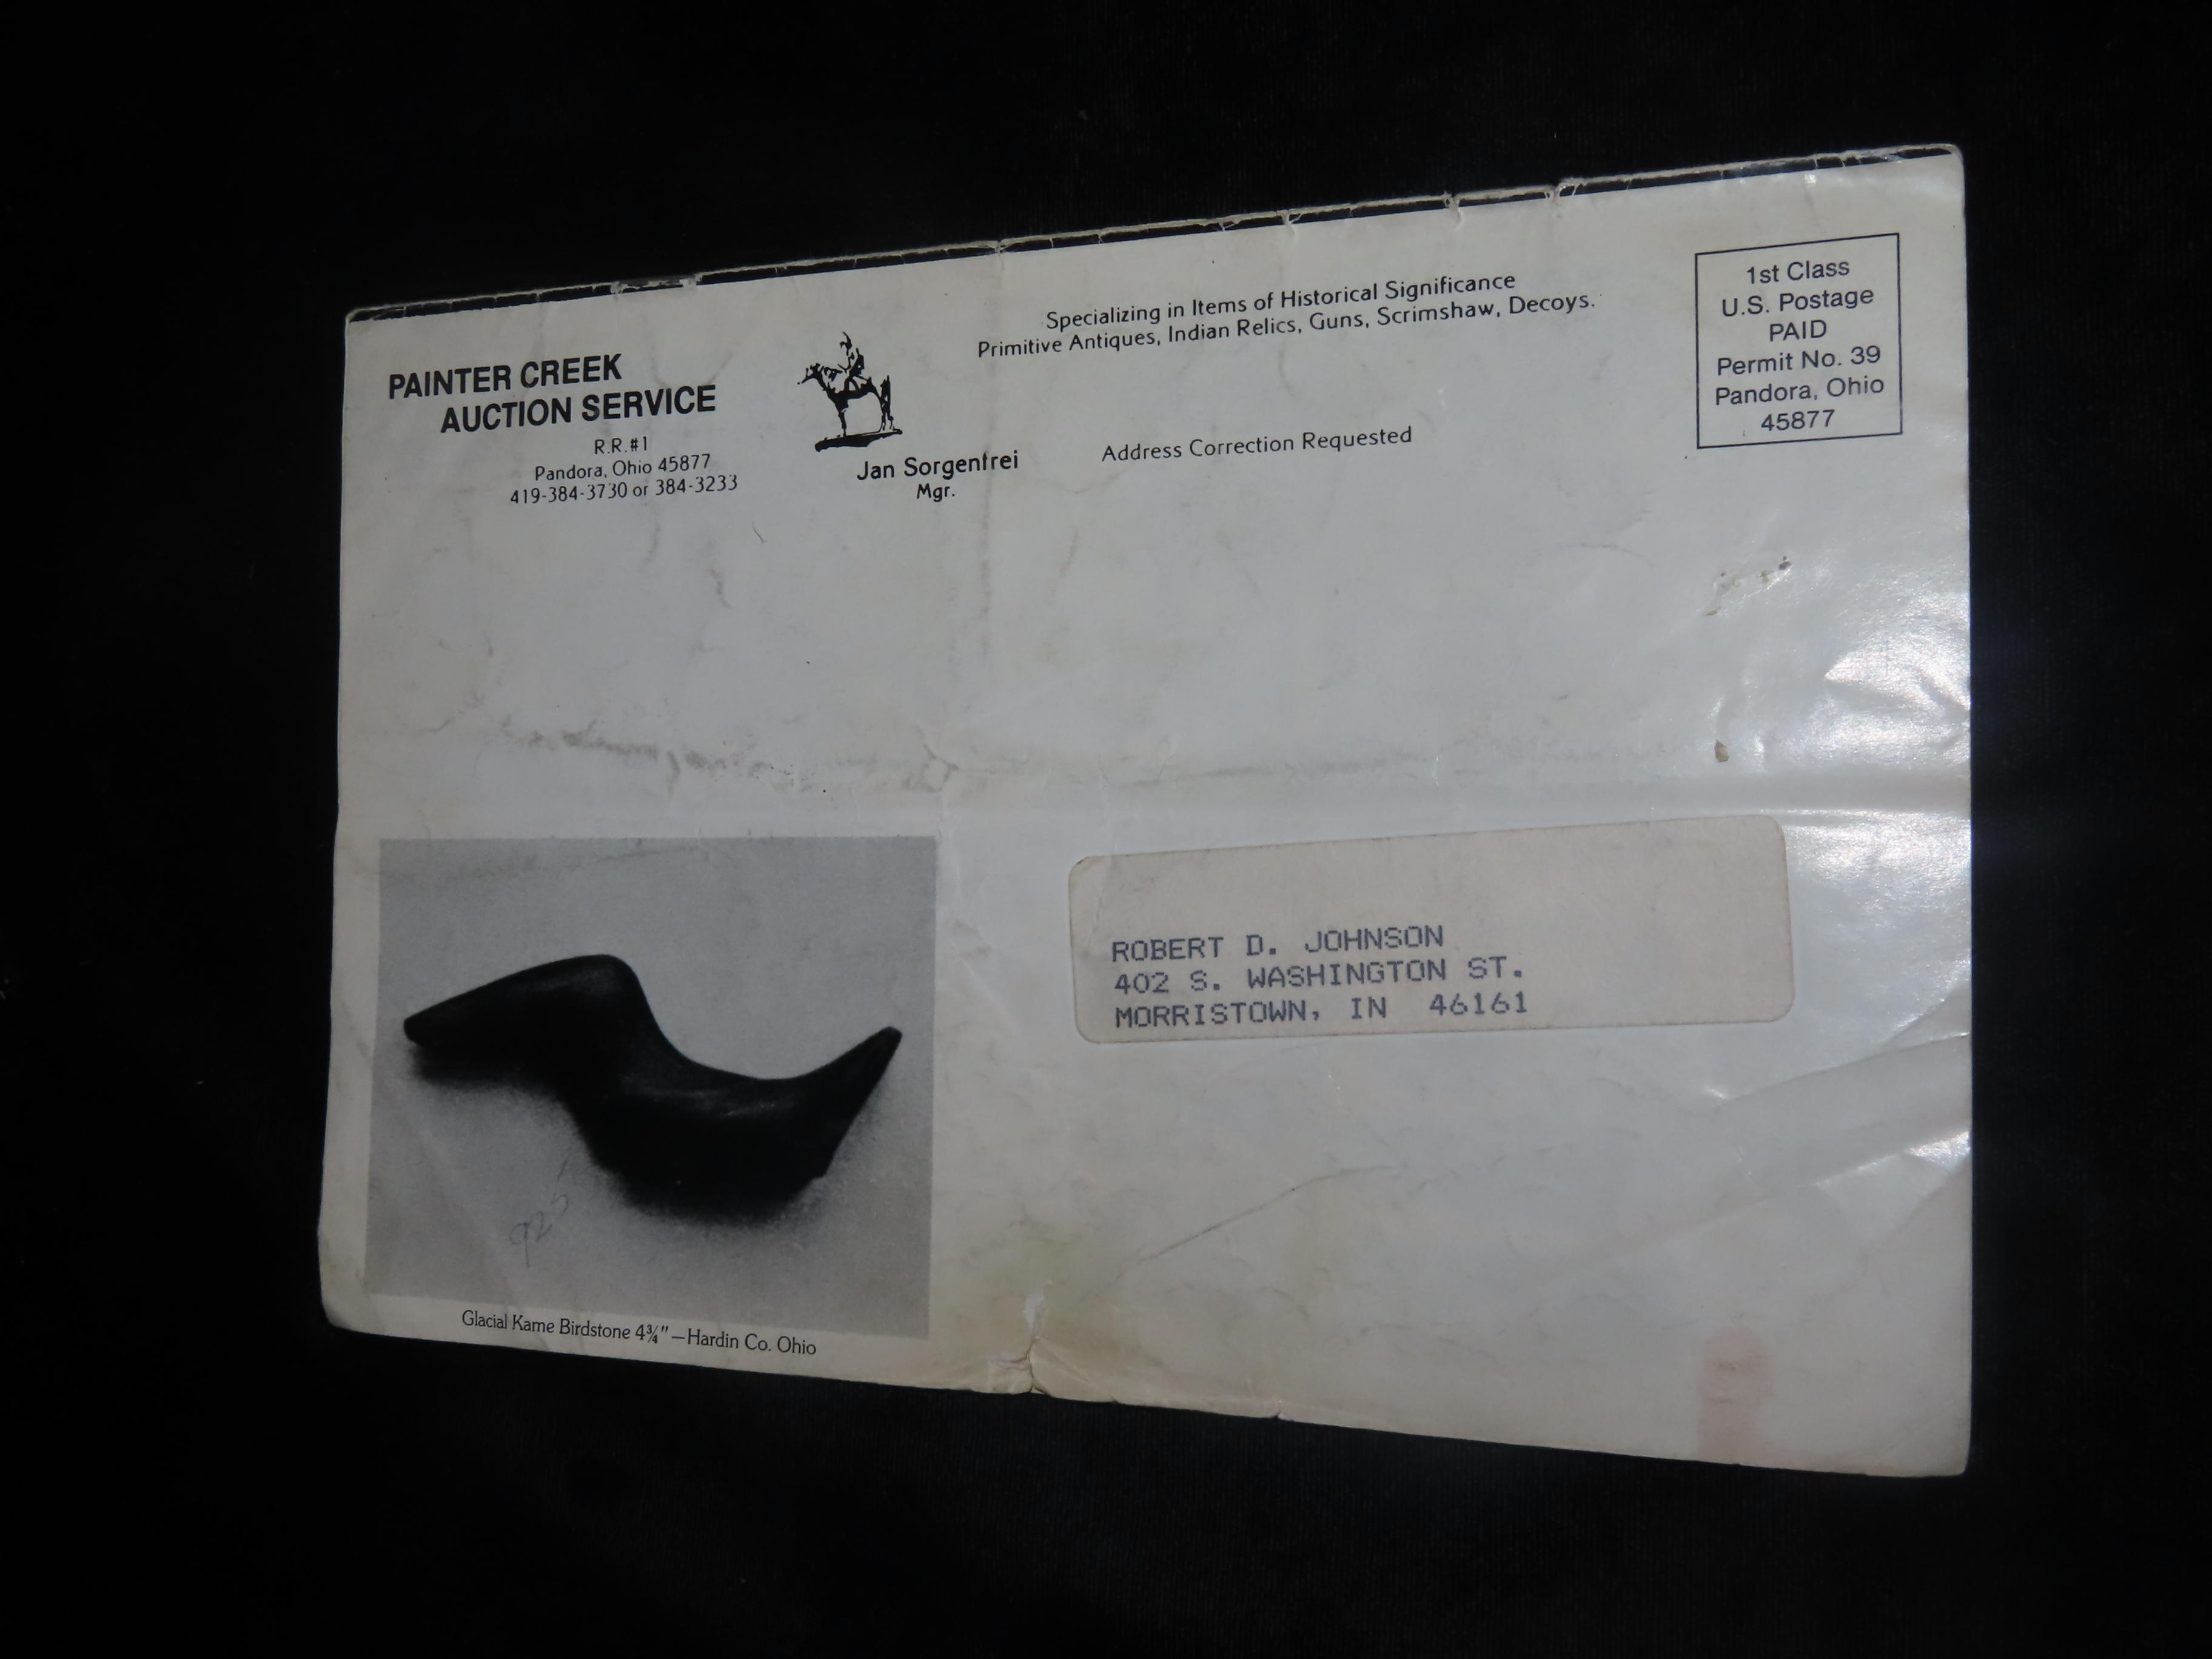 PAINTER CREEK
AUCTION SERVICE
R.R.#1
Pandora, Ohio 45877
419-384-3730 or 384-3233
Jan Sorgenfrei
Mgr.
Specializing in Items of Historical Significance
Primitive Antiques, Indian Relics, Guns, Scrimshaw, Decoys.
Address Correction Requested
1st Class
U.S. Postage
PAID
Permit No. 39
Pandora, Ohio
45877
ROBERT D. JOHNSON
402 S. WASHINGTON ST.
MORRISTOWN, IN 46161
925
Glacial Kame Birdstone 4¾"—Hardin Co. Ohio